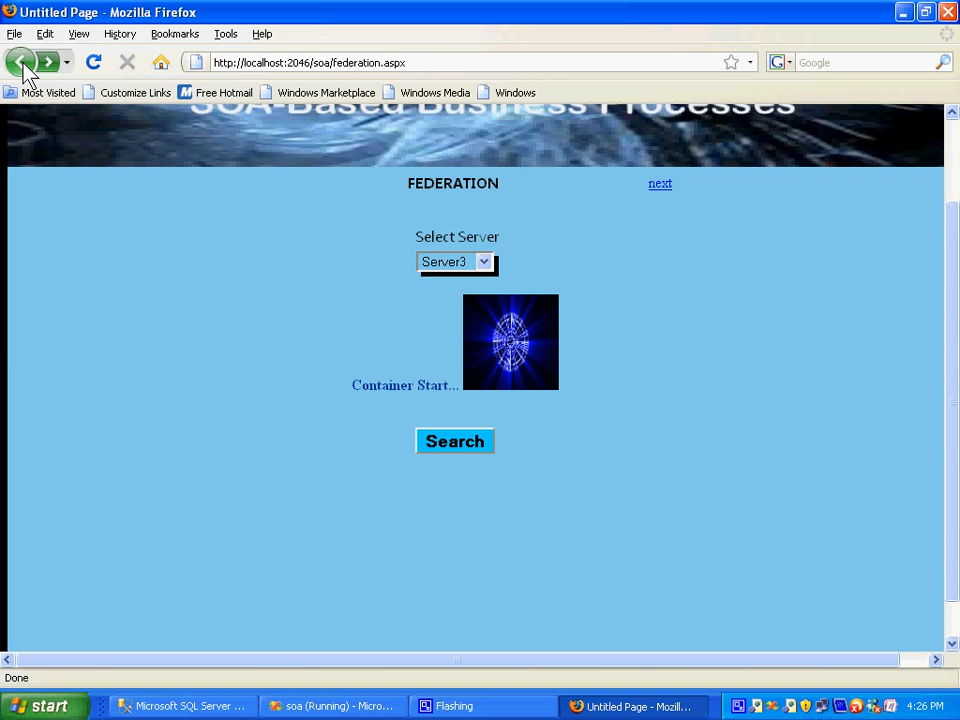 Untitled Page - Mozilla Firefox
File Edit View History Bookmarks Tools Help
http://localhost:2046/soa/federation.aspx
G Google
Most Visited Customize Links Free Hotmail Windows Marketplace Windows Media Windows
SOA-Based Business Processes
FEDERATION next
Select Server
Server3
Container Start...
Search
Done
start Microsoft SQL Server ... soa (Running) - Micro... Flashing Untitled Page - Mozill... 4:26 PM